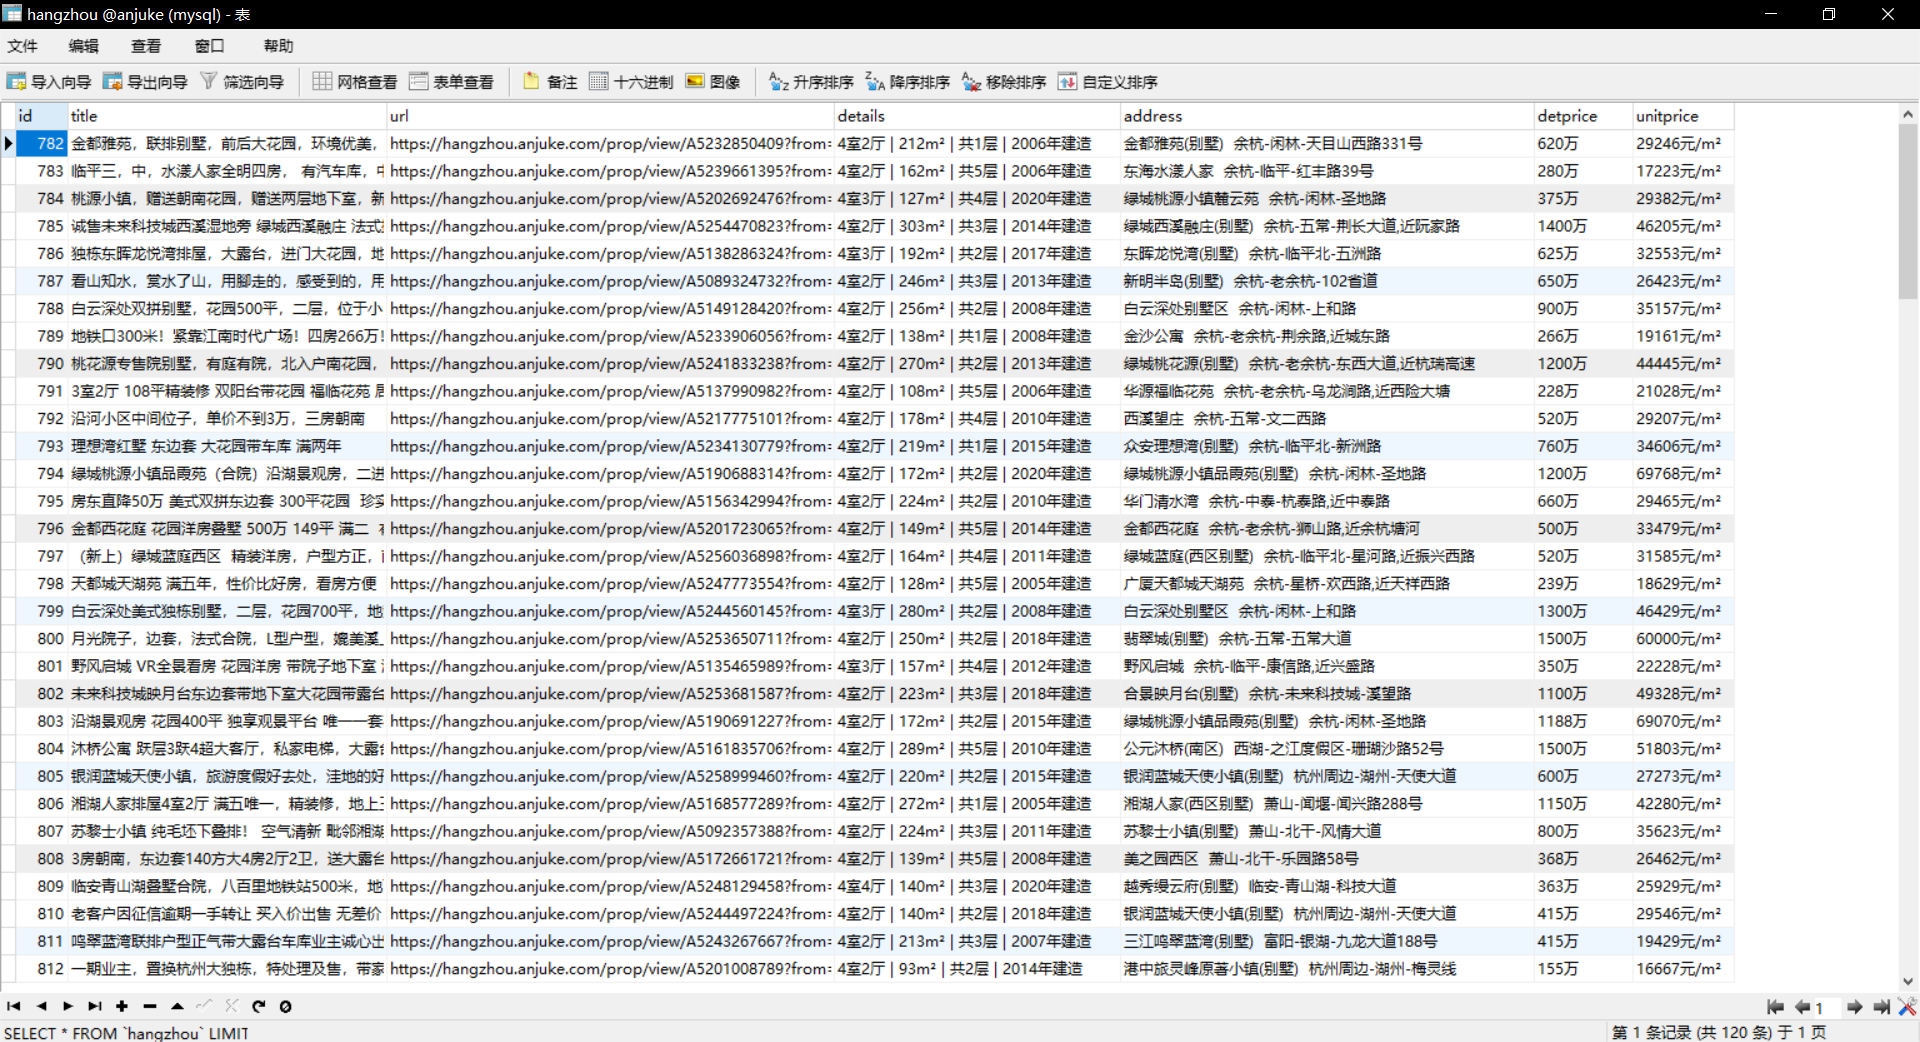 hangzhou @anjuke (mysql) - 表
文件 编辑 查看 窗口 帮助
导入向导 导出向导 筛选向导 网格查看 表单查看 备注 十六进制 图像 升序排序 降序排序 移除排序 自定义排序
id title url details address detprice unitprice
782 金都雅苑，联排别墅，前后大花园，环境优美， https://hangzhou.anjuke.com/prop/view/A5232850409?from= 4室2厅 | 212m² | 共1层 | 2006年建造 金都雅苑(别墅) 余杭-闲林-天目山西路331号 620万 29246元/m²
783 临平三，中，水漾人家全明四房， 有汽车库，中 https://hangzhou.anjuke.com/prop/view/A5239661395?from= 4室2厅 | 162m² | 共5层 | 2006年建造 东海水漾人家 余杭-临平-红丰路39号 280万 17223元/m²
784 桃源小镇，赠送朝南花园，赠送两层地下室，新 https://hangzhou.anjuke.com/prop/view/A5202692476?from= 4室3厅 | 127m² | 共4层 | 2020年建造 绿城桃源小镇麓云苑 余杭-闲林-圣地路 375万 29382元/m²
785 诚售未来科技城西溪湿地旁 绿城西溪融庄 法式 https://hangzhou.anjuke.com/prop/view/A5254470823?from= 4室2厅 | 303m² | 共3层 | 2014年建造 绿城西溪融庄(别墅) 余杭-五常-荆长大道,近阮家路 1400万 46205元/m²
786 独栋东晖龙悦湾排屋，大露台，进门大花园，地 https://hangzhou.anjuke.com/prop/view/A5138286324?from= 4室3厅 | 192m² | 共2层 | 2017年建造 东晖龙悦湾(别墅) 余杭-临平北-五洲路 625万 32553元/m²
787 看山知水，赏水了山，用脚走的，感受到的，用 https://hangzhou.anjuke.com/prop/view/A5089324732?from= 4室3厅 | 246m² | 共3层 | 2013年建造 新明半岛(别墅) 余杭-老余杭-102省道 650万 26423元/m²
788 白云深处双拼别墅，花园500平，二层，位于小 https://hangzhou.anjuke.com/prop/view/A5149128420?from= 4室2厅 | 256m² | 共2层 | 2008年建造 白云深处别墅区 余杭-闲林-上和路 900万 35157元/m²
789 地铁口300米！紧靠江南时代广场！四房266万！ https://hangzhou.anjuke.com/prop/view/A5233906056?from= 4室2厅 | 138m² | 共1层 | 2008年建造 金沙公寓 余杭-老余杭-荆余路,近城东路 266万 19161元/m²
790 桃花源专售院别墅，有庭有院，北入户南花园， https://hangzhou.anjuke.com/prop/view/A5241833238?from= 4室2厅 | 270m² | 共2层 | 2013年建造 绿城桃花源(别墅) 余杭-老余杭-东西大道,近杭瑞高速 1200万 44445元/m²
791 3室2厅 108平精装修 双阳台带花园 福临花苑 居 https://hangzhou.anjuke.com/prop/view/A5137990982?from= 4室2厅 | 108m² | 共5层 | 2006年建造 华源福临花苑 余杭-老余杭-乌龙涧路,近西险大塘 228万 21028元/m²
792 沿河小区中间位子，单价不到3万，三房朝南 https://hangzhou.anjuke.com/prop/view/A5217775101?from= 4室2厅 | 178m² | 共4层 | 2010年建造 西溪望庄 余杭-五常-文二西路 520万 29207元/m²
793 理想湾红墅 东边套 大花园带车库 满两年 https://hangzhou.anjuke.com/prop/view/A5234130779?from= 4室2厅 | 219m² | 共1层 | 2015年建造 众安理想湾(别墅) 余杭-临平北-新洲路 760万 34606元/m²
794 绿城桃源小镇品霞苑（合院）沿湖景观房，二进 https://hangzhou.anjuke.com/prop/view/A5190688314?from= 4室2厅 | 172m² | 共2层 | 2020年建造 绿城桃源小镇品霞苑(别墅) 余杭-闲林-圣地路 1200万 69768元/m²
795 房东直降50万 美式双拼东边套 300平花园 珍实 https://hangzhou.anjuke.com/prop/view/A5156342994?from= 4室2厅 | 224m² | 共2层 | 2010年建造 华门清水湾 余杭-中泰-杭泰路,近中泰路 660万 29465元/m²
796 金都西花庭 花园洋房叠墅 500万 149平 满二 https://hangzhou.anjuke.com/prop/view/A5201723065?from= 4室2厅 | 149m² | 共5层 | 2014年建造 金都西花庭 余杭-老余杭-狮山路,近余杭塘河 500万 33479元/m²
797 （新上）绿城蓝庭西区 精装洋房，户型方正， https://hangzhou.anjuke.com/prop/view/A5256036898?from= 4室2厅 | 164m² | 共4层 | 2011年建造 绿城蓝庭(西区别墅) 余杭-临平北-星河路,近振兴西路 520万 31585元/m²
798 天都城天湖苑 满五年，性价比好房，看房方便 https://hangzhou.anjuke.com/prop/view/A5247773554?from= 4室2厅 | 128m² | 共5层 | 2005年建造 广厦天都城天湖苑 余杭-星桥-欢西路,近天祥西路 239万 18629元/m²
799 白云深处美式独栋别墅，二层，花园700平，地 https://hangzhou.anjuke.com/prop/view/A5244560145?from= 4室3厅 | 280m² | 共2层 | 2008年建造 白云深处别墅区 余杭-闲林-上和路 1300万 46429元/m²
800 月光院子，边套，法式合院，L型户型，媲美溪 https://hangzhou.anjuke.com/prop/view/A5253650711?from= 4室2厅 | 250m² | 共2层 | 2018年建造 翡翠城(别墅) 余杭-五常-五常大道 1500万 60000元/m²
801 野风启城 VR全景看房 花园洋房 带院子地下室 https://hangzhou.anjuke.com/prop/view/A5135465989?from= 4室3厅 | 157m² | 共4层 | 2012年建造 野风启城 余杭-临平-康信路,近兴盛路 350万 22228元/m²
802 未来科技城映月台东边套带地下室大花园带露台 https://hangzhou.anjuke.com/prop/view/A5253681587?from= 4室2厅 | 223m² | 共3层 | 2018年建造 合景映月台(别墅) 余杭-未来科技城-溪望路 1100万 49328元/m²
803 沿湖景观房 花园400平 独享观景平台 唯一一套 https://hangzhou.anjuke.com/prop/view/A5190691227?from= 4室2厅 | 172m² | 共2层 | 2015年建造 绿城桃源小镇品霞苑(别墅) 余杭-闲林-圣地路 1188万 69070元/m²
804 沐桥公寓 跃层3跃4超大客厅，私家电梯，大露台 https://hangzhou.anjuke.com/prop/view/A5161835706?from= 4室2厅 | 289m² | 共5层 | 2010年建造 公元沐桥(南区) 西湖-之江度假区-珊瑚沙路52号 1500万 51803元/m²
805 银润蓝城天使小镇，旅游度假好去处，洼地的好 https://hangzhou.anjuke.com/prop/view/A5258999460?from= 4室2厅 | 220m² | 共2层 | 2015年建造 银润蓝城天使小镇(别墅) 杭州周边-湖州-天使大道 600万 27273元/m²
806 湘湖人家排屋4室2厅 满五唯一，精装修，地上三 https://hangzhou.anjuke.com/prop/view/A5168577289?from= 4室2厅 | 272m² | 共1层 | 2005年建造 湘湖人家(西区别墅) 萧山-闻堰-闻兴路288号 1150万 42280元/m²
807 苏黎士小镇 纯毛坯下叠排！ 空气清新 毗邻湘湖 https://hangzhou.anjuke.com/prop/view/A5092357388?from= 4室2厅 | 224m² | 共3层 | 2011年建造 苏黎士小镇(别墅) 萧山-北干-风情大道 800万 35623元/m²
808 3房朝南，东边套140方大4房2厅2卫，送大露台 https://hangzhou.anjuke.com/prop/view/A5172661721?from= 4室2厅 | 139m² | 共5层 | 2008年建造 美之园西区 萧山-北干-乐园路58号 368万 26462元/m²
809 临安青山湖叠墅合院，八百里地铁站500米，地 https://hangzhou.anjuke.com/prop/view/A5248129458?from= 4室4厅 | 140m² | 共3层 | 2020年建造 越秀缦云府(别墅) 临安-青山湖-科技大道 363万 25929元/m²
810 老客户因征信逾期一手转让 买入价出售 无差价 https://hangzhou.anjuke.com/prop/view/A5244497224?from= 4室2厅 | 140m² | 共2层 | 2018年建造 银润蓝城天使小镇(别墅) 杭州周边-湖州-天使大道 415万 29546元/m²
811 鸣翠蓝湾联排户型正气带大露台车库业主诚心出 https://hangzhou.anjuke.com/prop/view/A5243267667?from= 4室2厅 | 213m² | 共3层 | 2007年建造 三江鸣翠蓝湾(别墅) 富阳-银湖-九龙大道188号 415万 19429元/m²
812 一期业主，置换杭州大独栋，特处理及售，带家 https://hangzhou.anjuke.com/prop/view/A5201008789?from= 4室2厅 | 93m² | 共2层 | 2014年建造 港中旅灵峰原著小镇(别墅) 杭州周边-湖州-梅灵线 155万 16667元/m²
1
SELECT * FROM `hangzhou` LIMIT 第 1 条记录 (共 120 条) 于 1 页